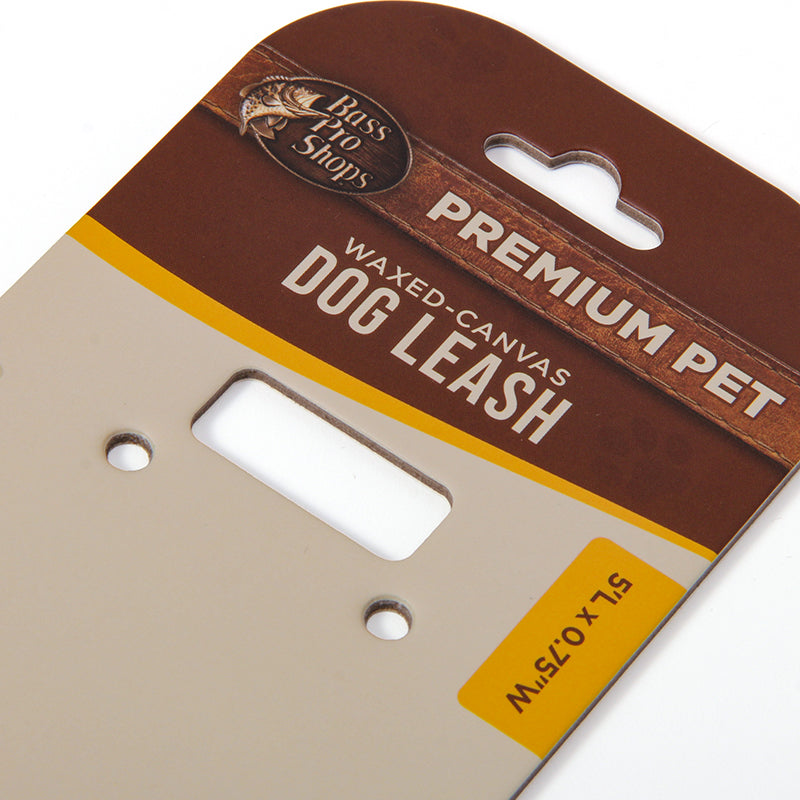 Bass
Pro
Shops
PREMIUM PET
WAXED-CANVAS
DOG LEASH
5'L X 0.75"W